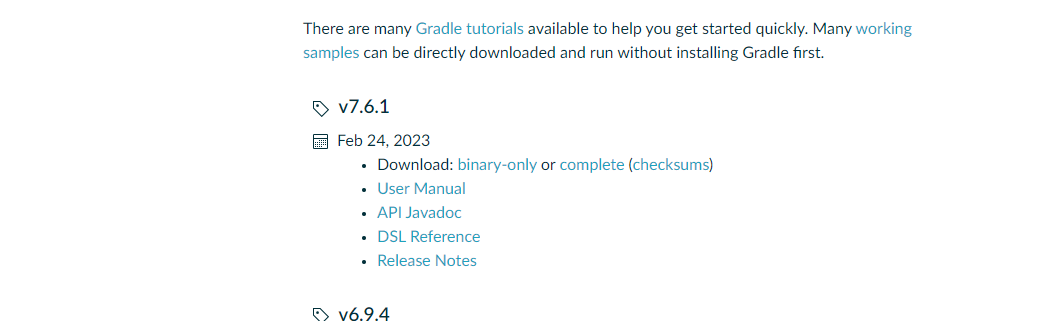 There are many Gradle tutorials available to help you get started quickly. Many working
samples can be directly downloaded and run without installing Gradle first.
v7.6.1
Feb 24, 2023
• Download: binary-only or complete (checksums)
• User Manual
• API Javadoc
• DSL Reference
• Release Notes
v6.9.4